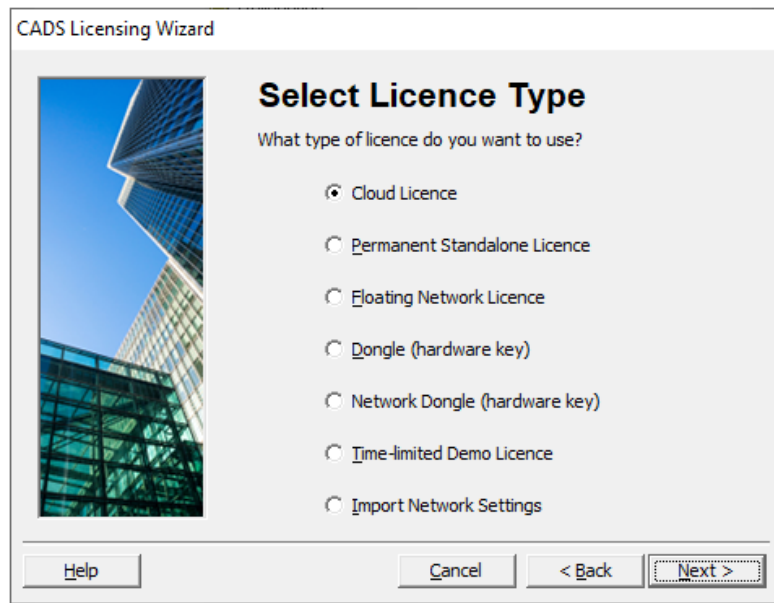 CADS Licensing Wizard
Select Licence Type
What type of licence do you want to use?
Cloud Licence
Permanent Standalone Licence
Floating Network Licence
Dongle (hardware key)
Network Dongle (hardware key)
Time-limited Demo Licence
Import Network Settings
Help
Cancel
< Back
Next >